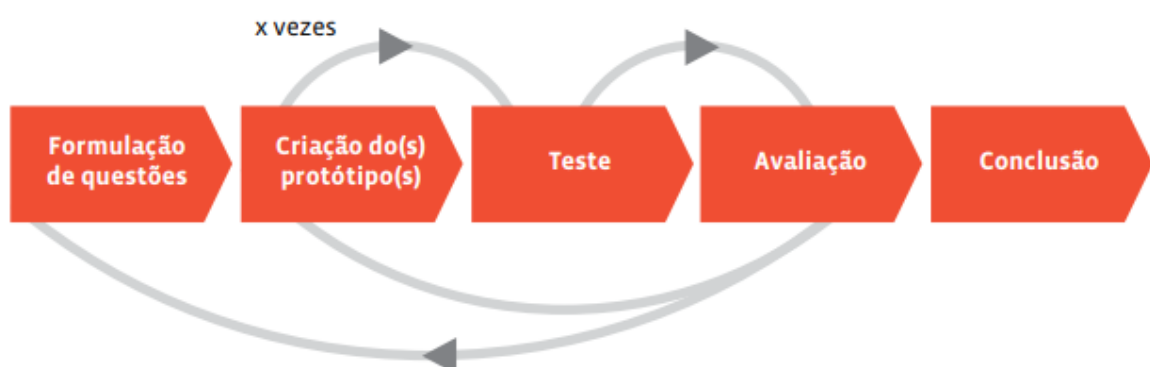 x vezes
Formulação
de questões
Criação do(s)
protótipo(s)
Teste
Avaliação
Conclusão